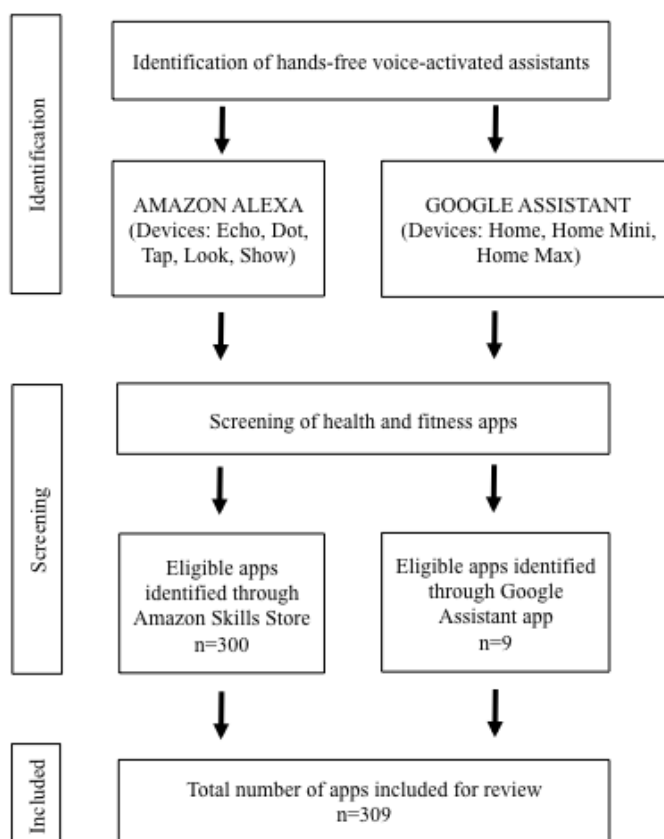 Identification
Identification of hands-free voice-activated assistants
AMAZON ALEXA
(Devices: Echo, Dot,
Tap, Look, Show)
GOOGLE ASSISTANT
(Devices: Home, Home Mini,
Home Max)
Screening
Screening of health and fitness apps
Eligible apps
identified through
Amazon Skills Store
n=300
Eligible apps identified
through Google
Assistant app
n=9
Included
Total number of apps included for review
n=309